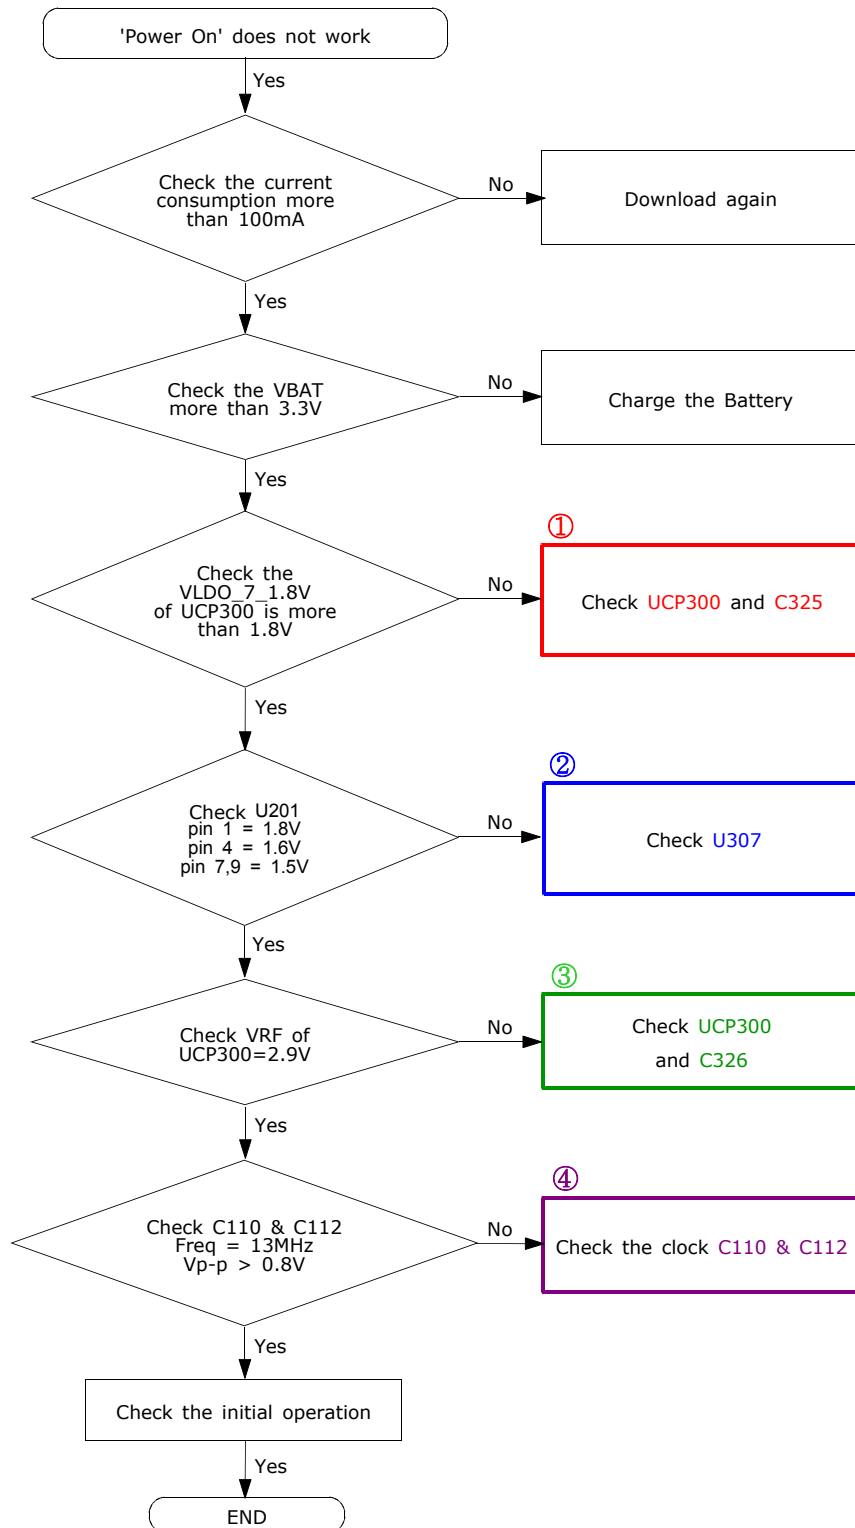 'Power On' does not work
Yes
Check the current
consumption more
than 100mA
No
Download again
Yes
Check the VBAT
more than 3.3V
No
Charge the Battery
Yes
①
Check the
VLDO_7_1.8V
of UCP300 is more
than 1.8V
No
Check UCP300 and C325
Yes
②
Check U201
pin 1 = 1.8V
pin 4 = 1.6V
pin 7,9 = 1.5V
No
Check U307
Yes
③
Check VRF of
UCP300=2.9V
No
Check UCP300
and C326
Yes
④
Check C110 & C112
Freq = 13MHz
Vp-p > 0.8V
No
Check the clock C110 & C112
Yes
Check the initial operation
Yes
END